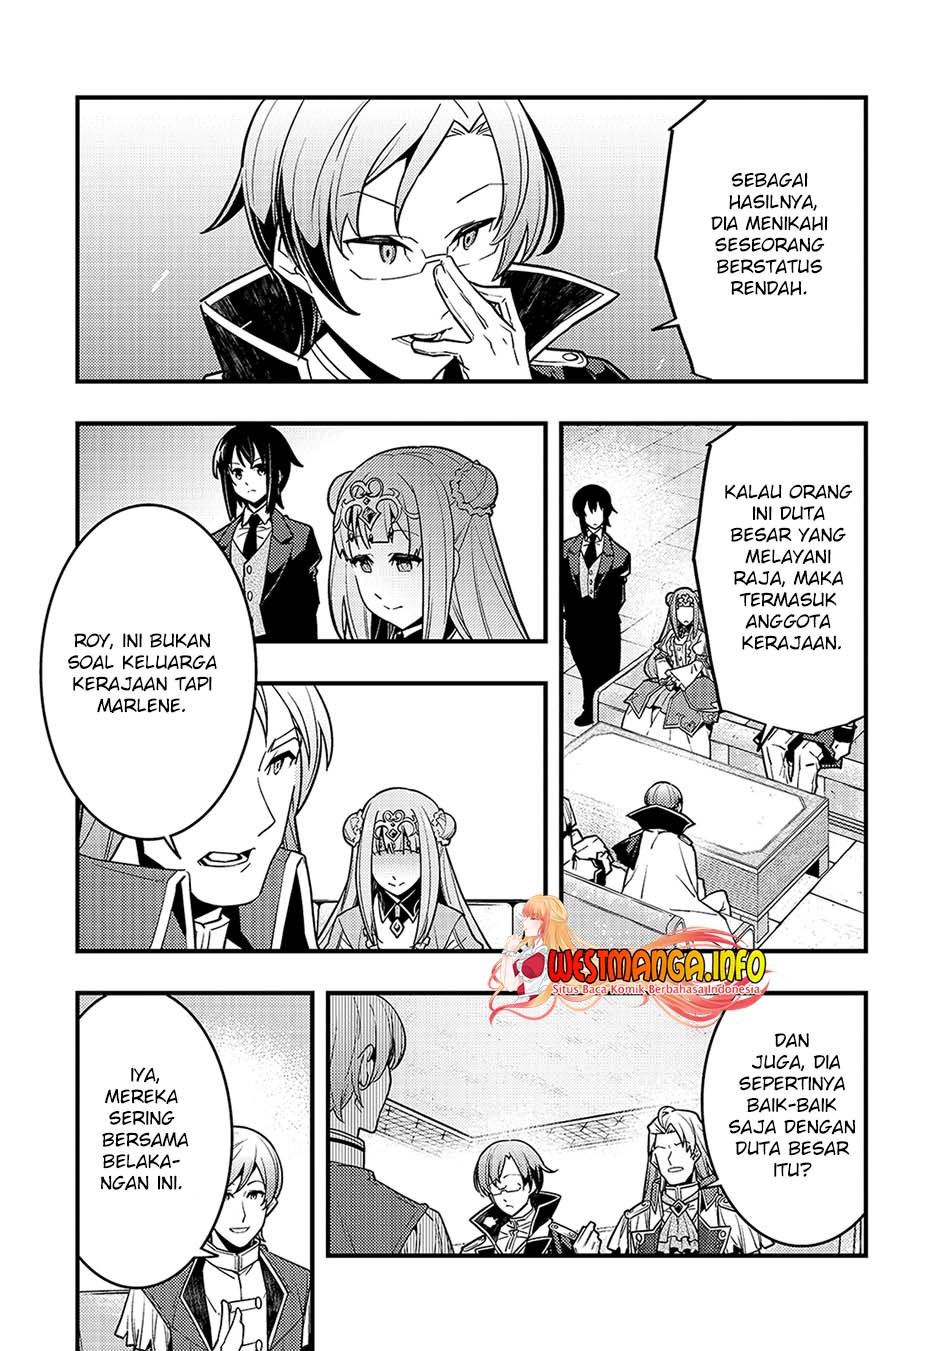 SEBAGAI
HASILNYA,
DIA MENIKAHI
SESEORANG
BERSTATUS
RENDAH.
KALAU ORANG
INI DUTA
BESAR YANG
MELAYANI
RAJA, MAKA
TERMASUK
ANGGOTA
KERAJAAN.
ROY, INI BUKAN
SOAL KELUARGA
KERAJAAN TAPI
MARLENE.
WESTMANGA.INFO
Situs Baca Komik Berbahasa Indonesia
DAN
JUGA, DIA
SEPERTINYA
BAIK-BAIK
SAJA DENGAN
DUTA BESAR
ITU?
IYA,
MEREKA
SERING
BERSAMA
BELAKA-
NGAN INI.